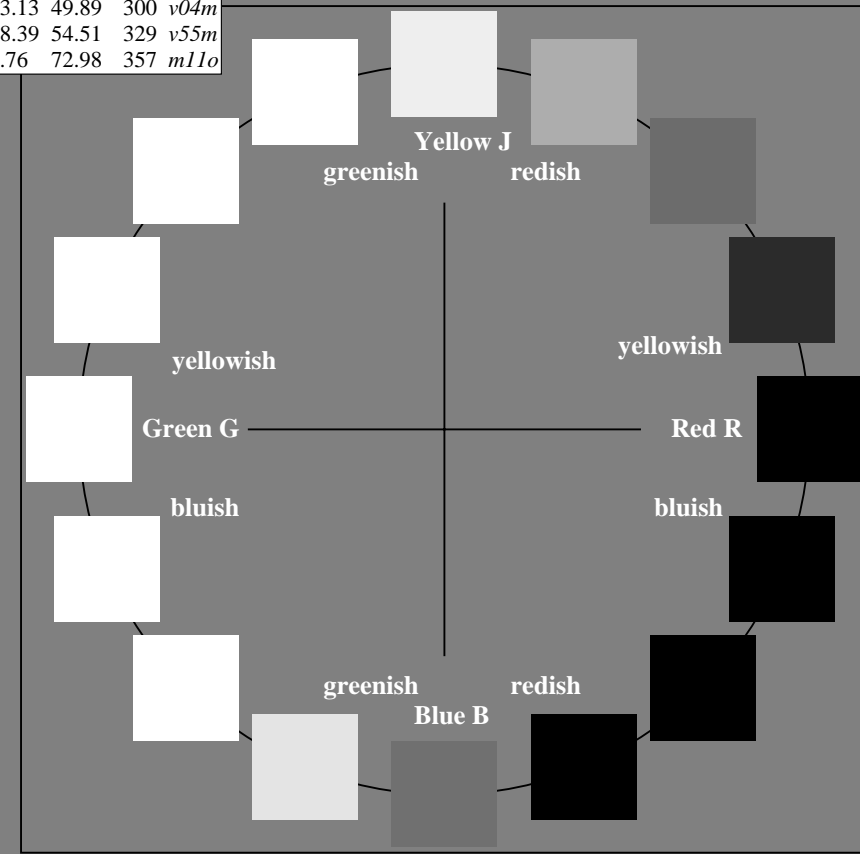 3.13 49.89 300 v04m
8.39 54.51 329 v55m
.76 72.98 357 m11o
Yellow J
greenish redish
yellowish yellowish
Green G Red R
bluish bluish
greenish redish
Blue B